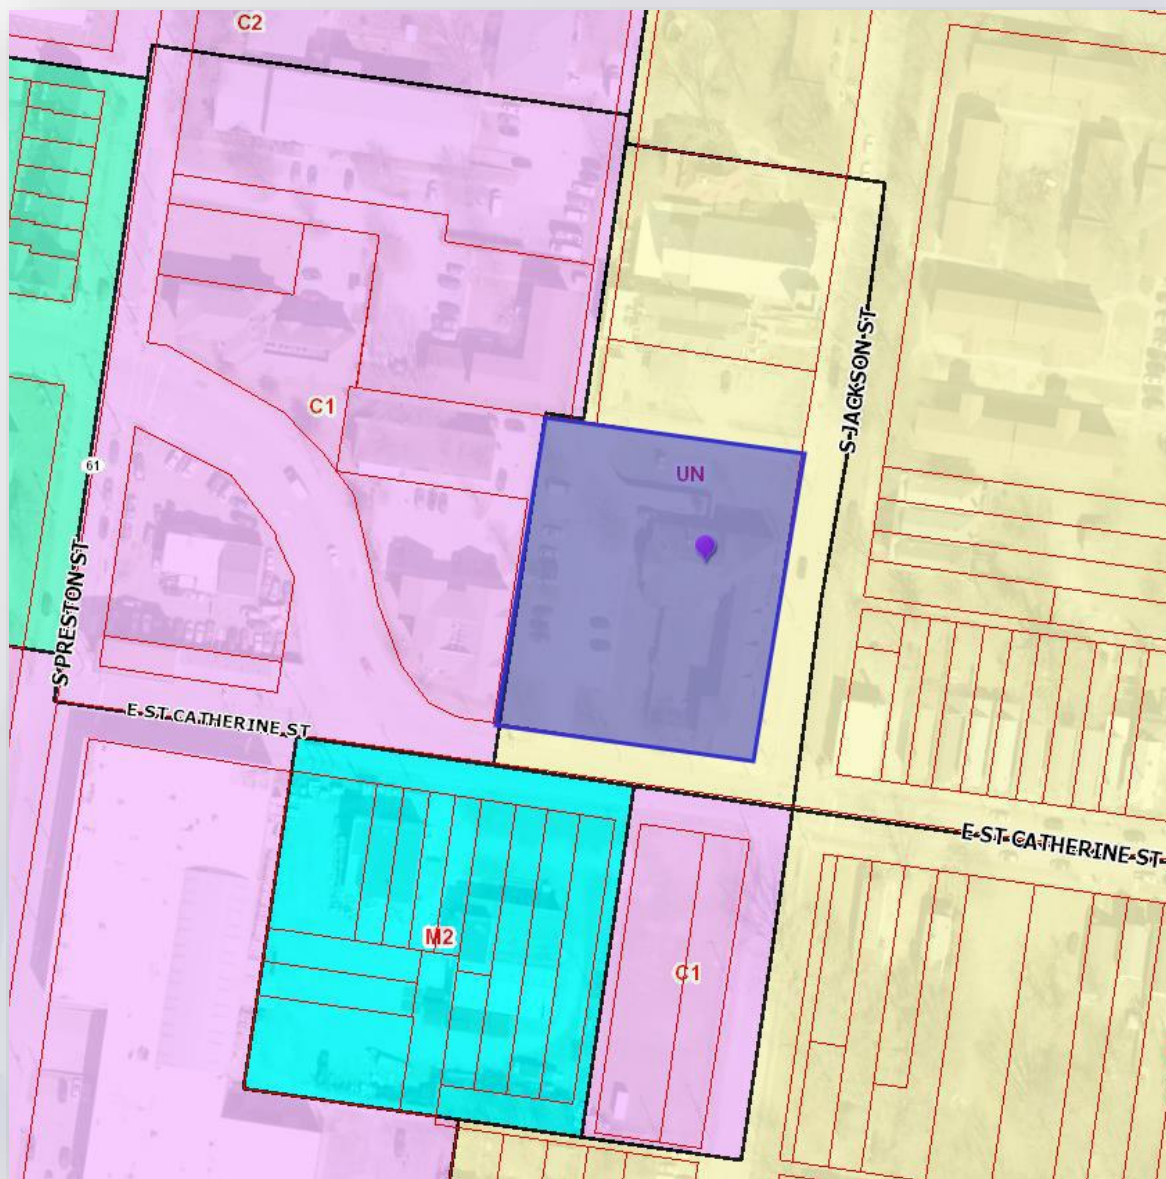 C2
S JACKSON ST
C1
61
UN
S PRESTON ST
E ST CATHERINE ST
E ST CATHERINE ST
M2
C1